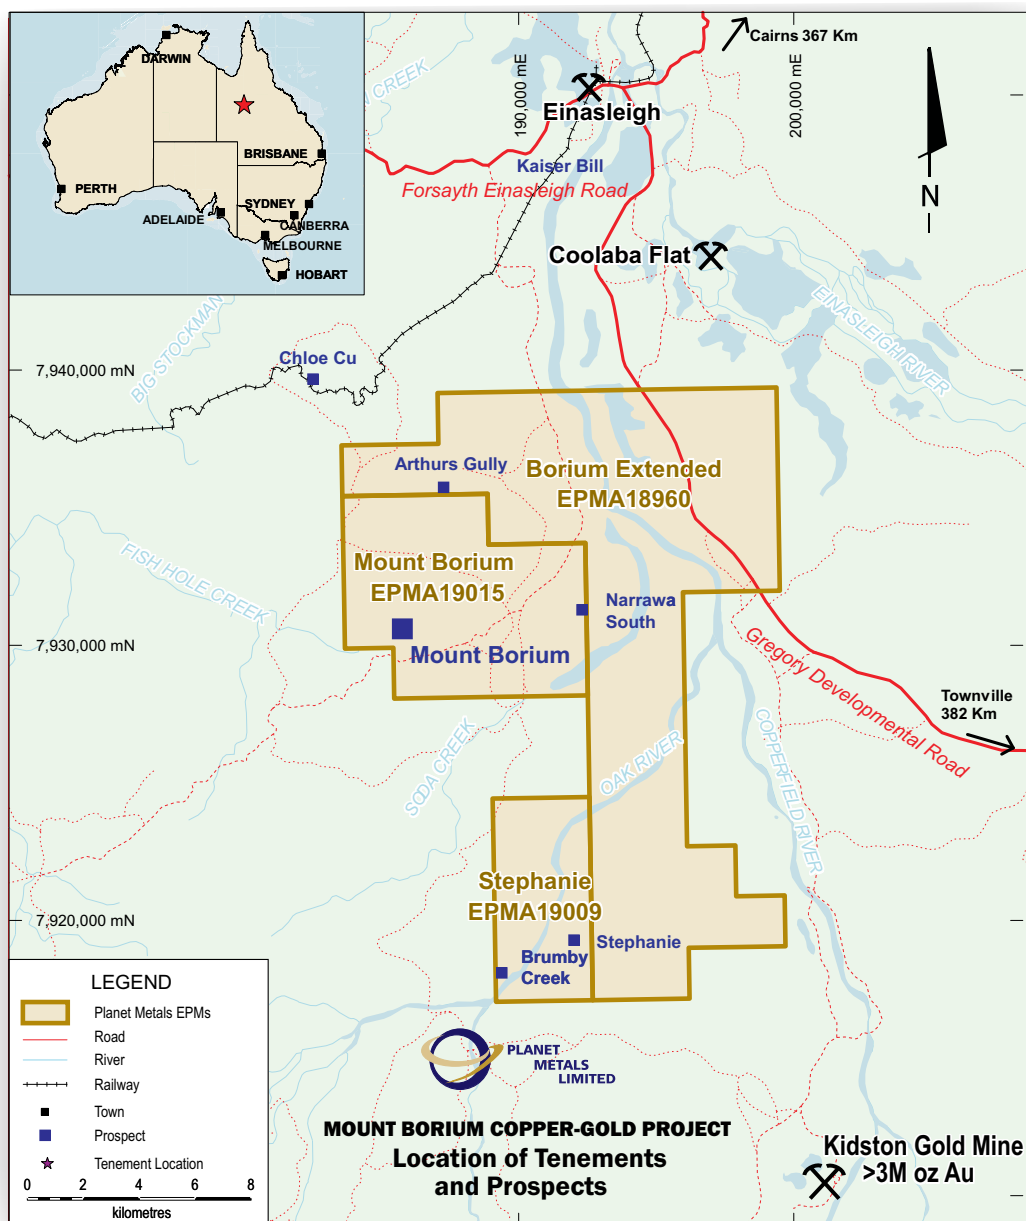 DARWIN
BRISBANE
PERTH
SYDNEY
ADELAIDE
CANBERRA
MELBOURNE
HOBART
CREEK
190,000 mE
200,000 mE
Cairns 367 Km
Einasleigh
Kaiser Bill
Forsayth Einasleigh Road
N
Coolaba Flat
EINASLEIGH RIVER
BIG STOCKMAN
Chloe Cu
7,940,000 mN
Arthurs Gully
Borium Extended
EPMA18960
Mount Borium
EPMA19015
FISH HOLE CREEK
Narrawa
South
7,930,000 mN
Mount Borium
Gregory Developmental Road
Townville
382 Km
SODA CREEK
OAK RIVER
COPPERFIELD RIVER
Stephanie
EPMA19009
7,920,000 mN
Stephanie
Brumby
Creek
LEGEND
Planet Metals EPMs
Road
River
Railway
Town
Prospect
Tenement Location
0 2 4 6 8
kilometres
PLANET
METALS
LIMITED
MOUNT BORIUM COPPER-GOLD PROJECT
Location of Tenements
and Prospects
Kidston Gold Mine
>3M oz Au